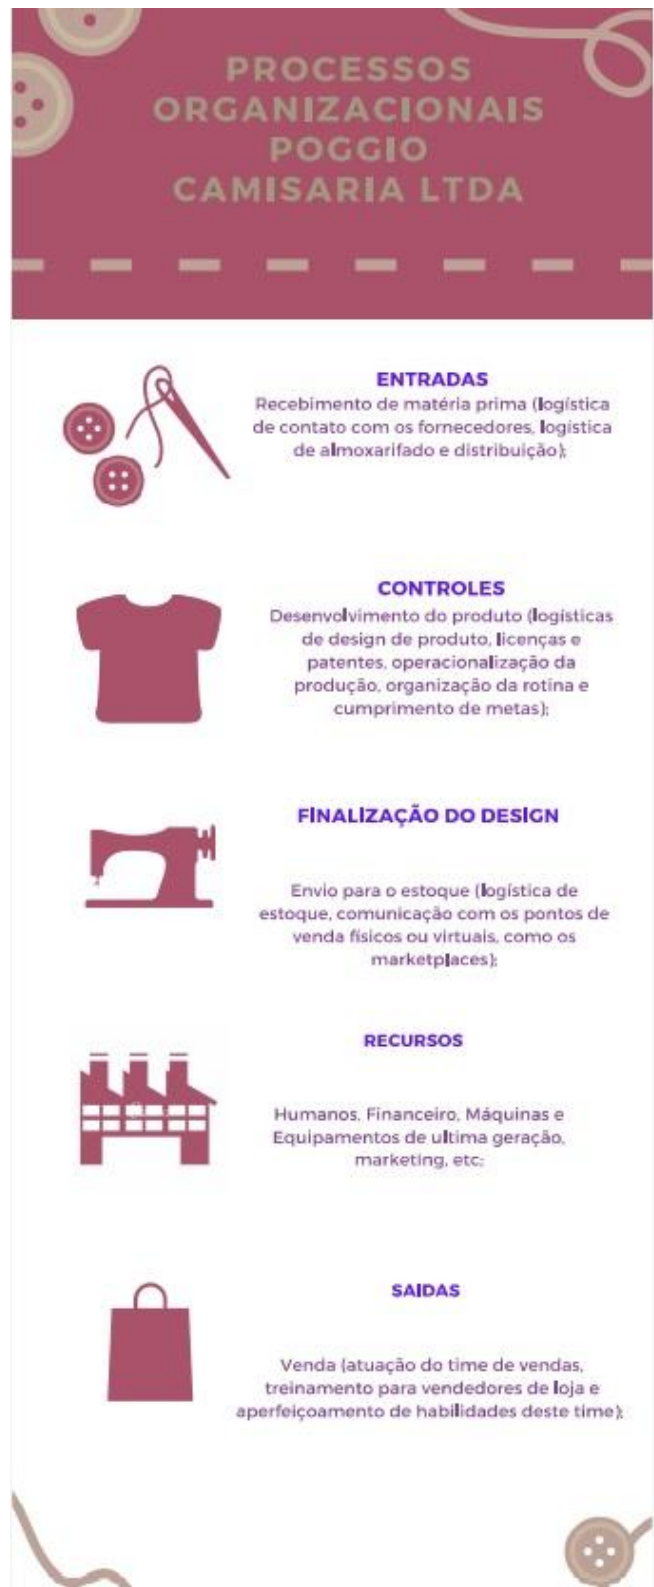 PROCESSOS
ORGANIZACIONAIS
POGGIO
CAMISARIA LTDA
ENTRADAS
Recebimento de matéria prima (logística
de contato com os fornecedores, logística
de almoxarifado e distribuição);
CONTROLES
Desenvolvimento do produto (logísticas
de design de produto, licenças e
patentes, operacionalização da
produção, organização da rotina e
cumprimento de metas);
FINALIZAÇÃO DO DESIGN
Envio para o estoque (logística de
estoque, comunicação com os pontos de
venda físicos ou virtuais, como os
marketplaces);
RECURSOS
Humanos, Financeiro, Máquinas e
Equipamentos de ultima geração,
marketing, etc;
SAIDAS
Venda (atuação do time de vendas,
treinamento para vendedores de loja e
aperfeiçoamento de habilidades deste time);